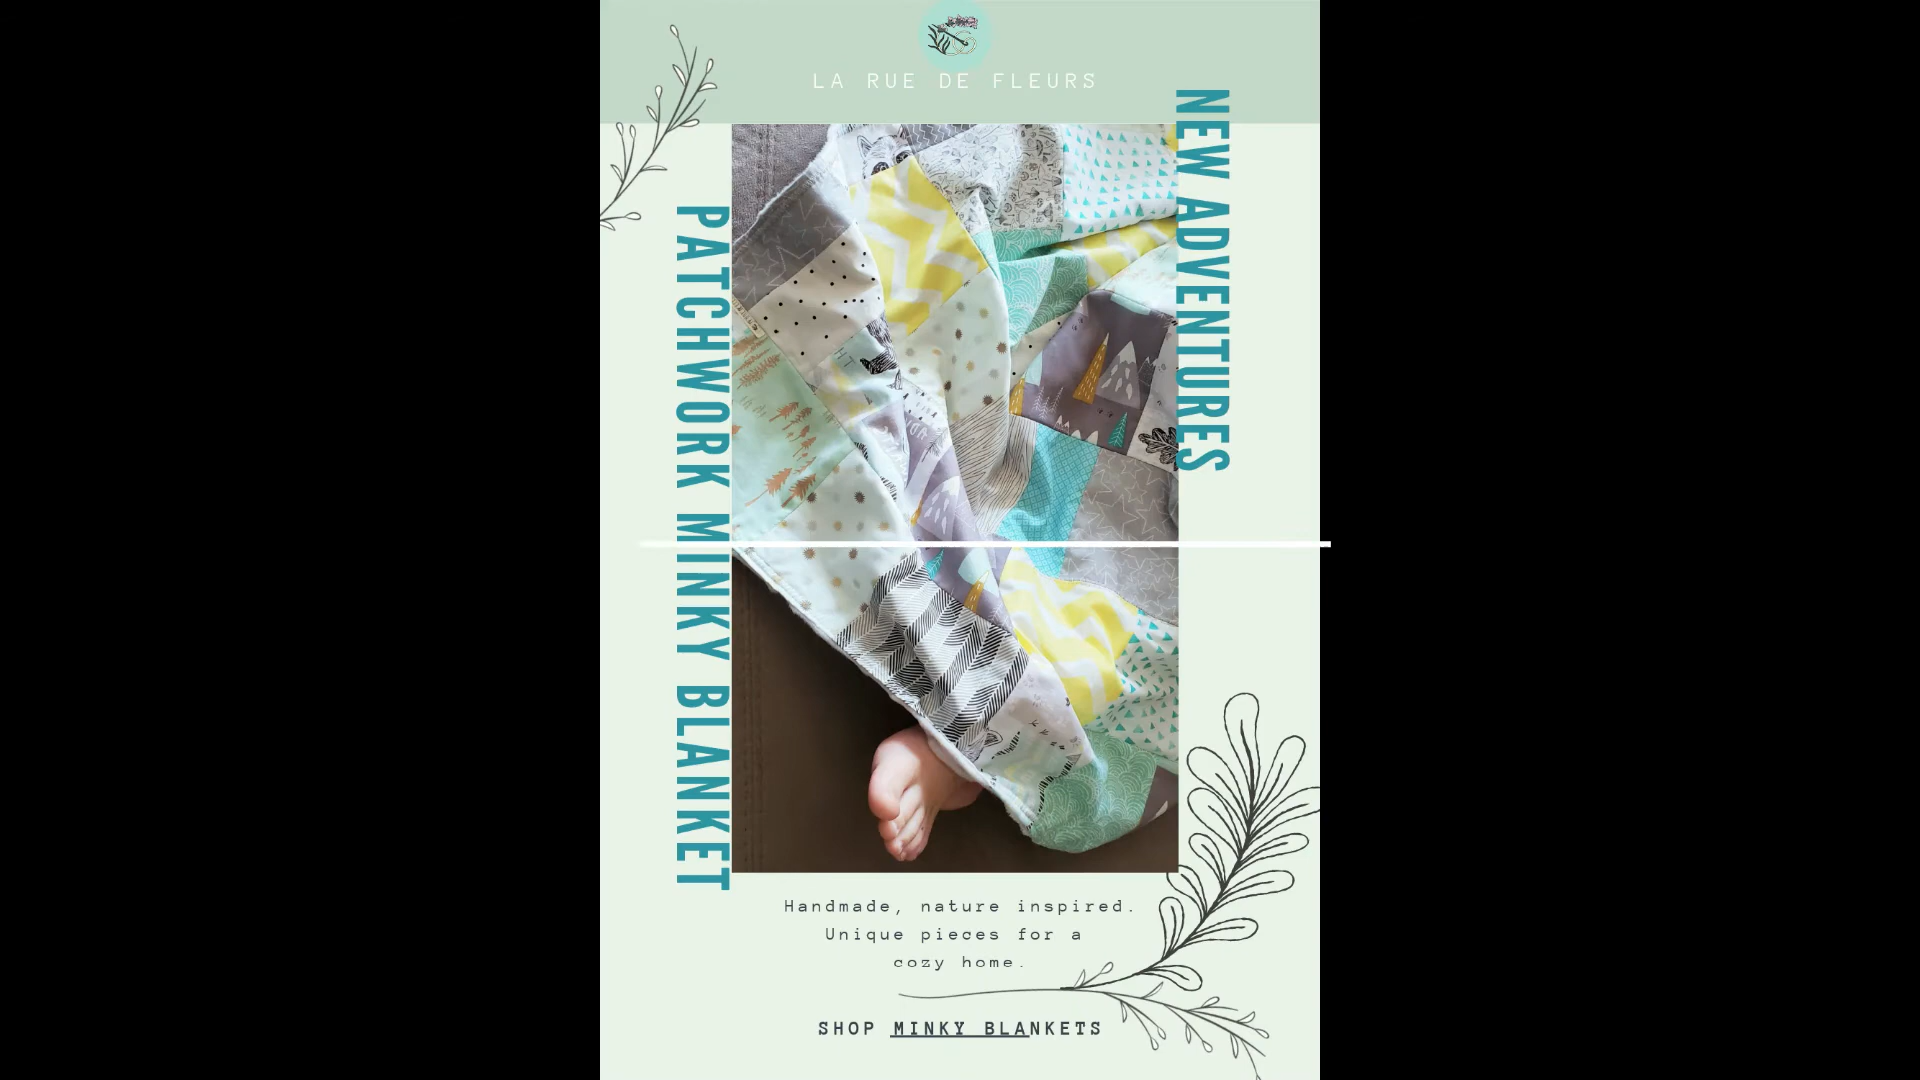 LA RUE DE FLEURS
NEW ADVENTURES
PATCHWORK MINKY BLANKET
Handmade, nature inspired.
Unique pieces for a
cozy home.
SHOP MINKY BLANKETS